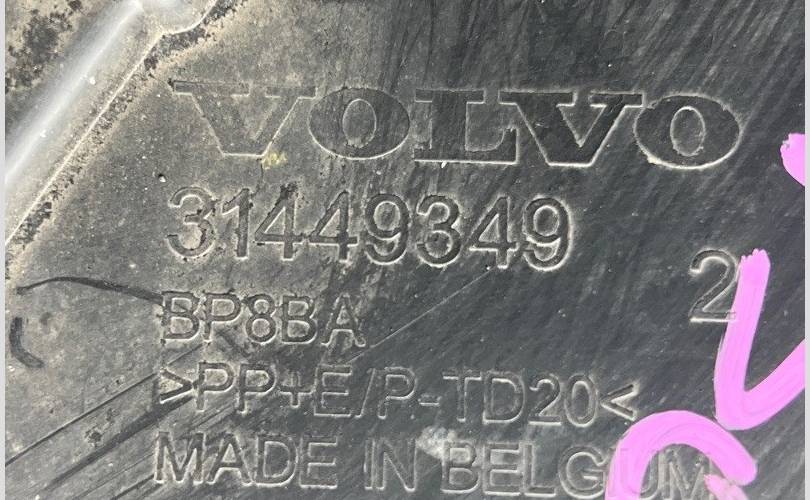 VOLVO
31449349
2
BP8BA
>PP+E/P-TD20<
MADE IN BELGIUM